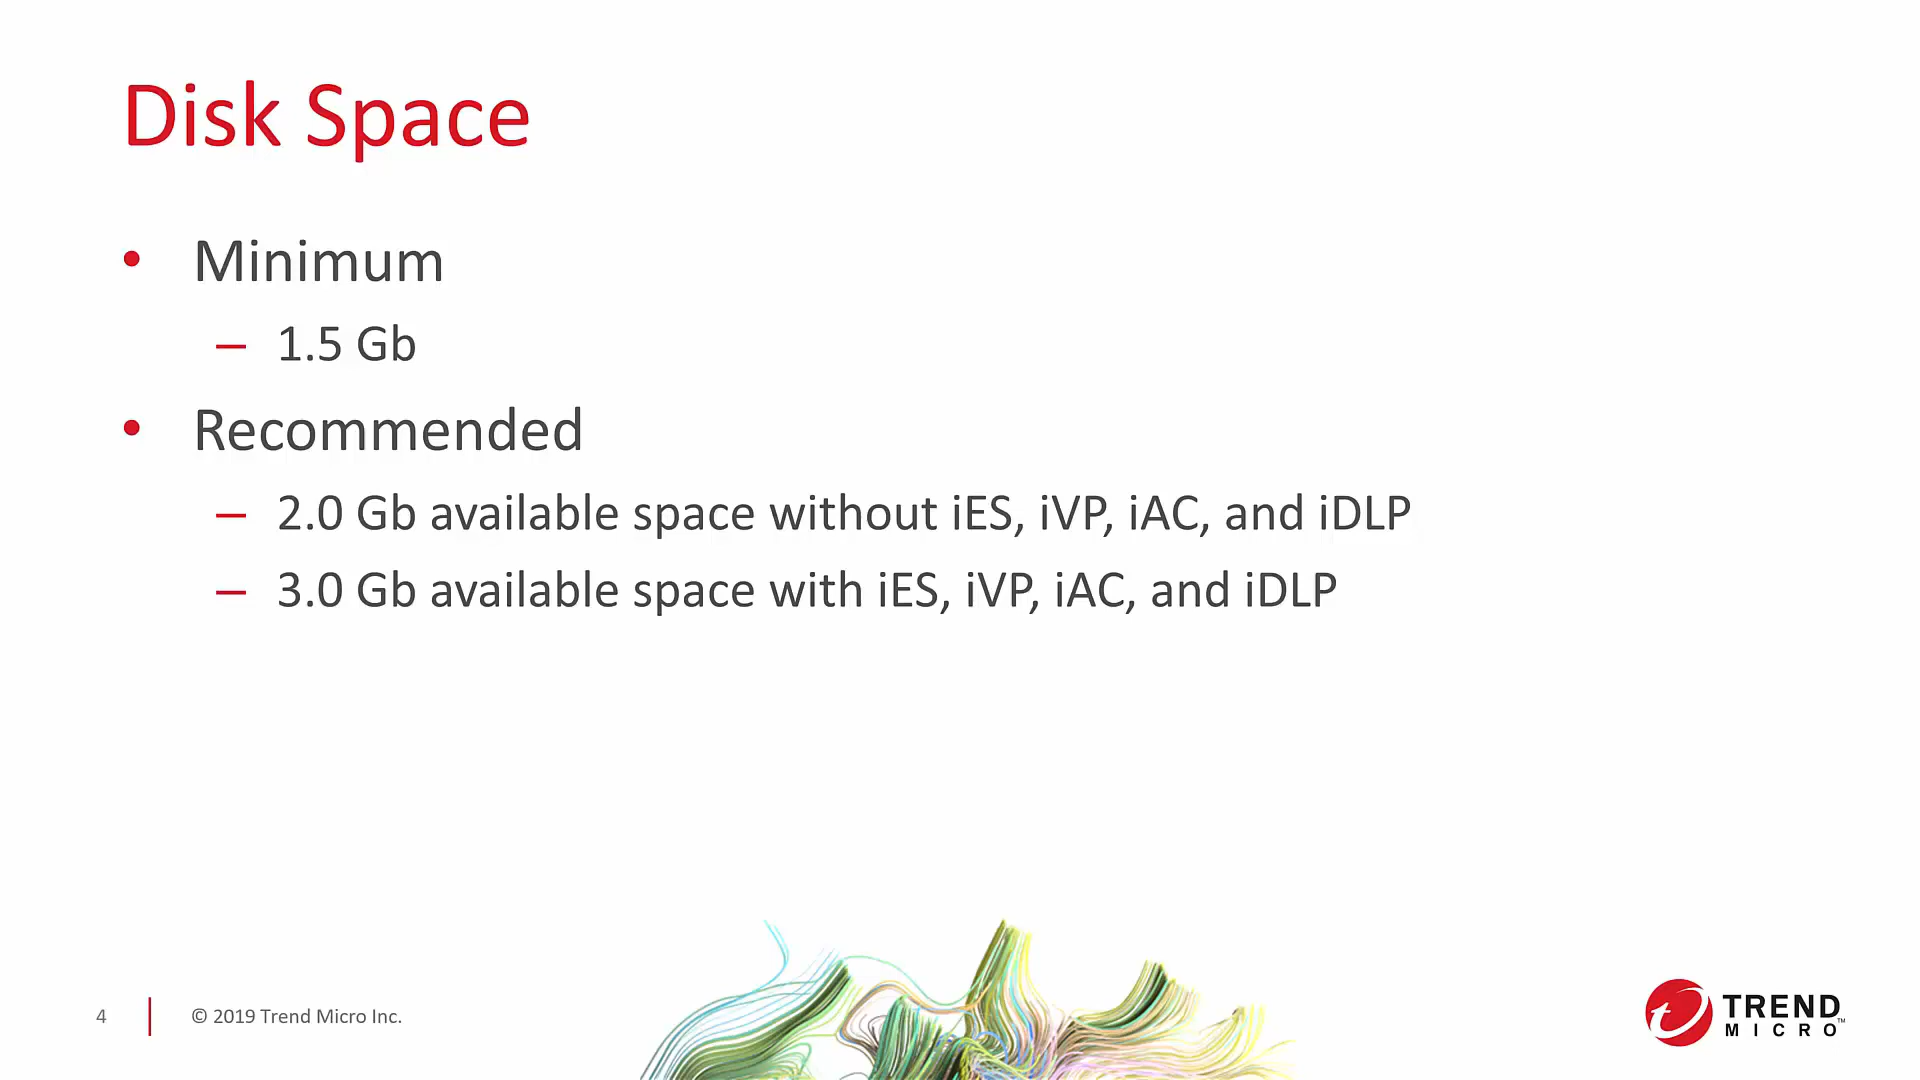 Disk Space
• Minimum
– 1.5 Gb
• Recommended
– 2.0 Gb available space without iES, iVP, iAC, and iDLP
– 3.0 Gb available space with iES, iVP, iAC, and iDLP
4
© 2019 Trend Micro Inc.
TREND
MICRO™